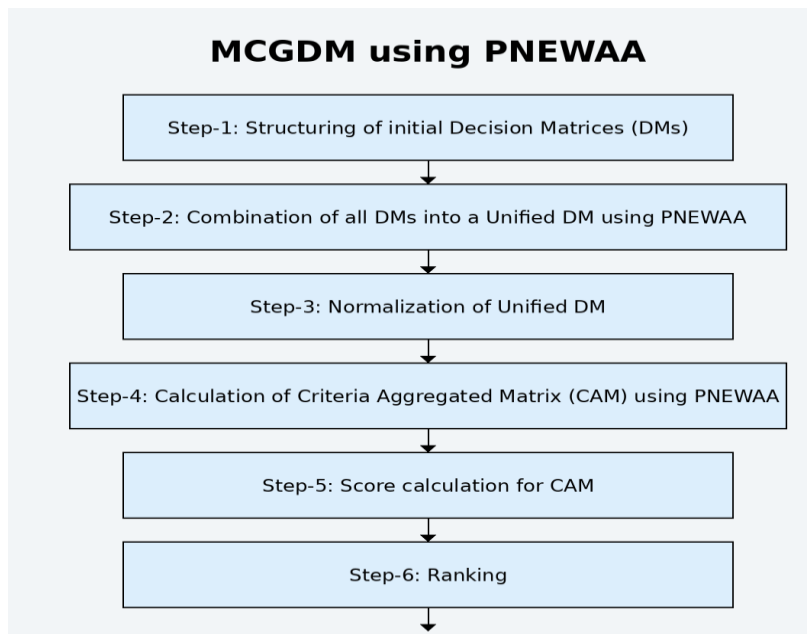 MCGDM using PNEWAA
Step-1: Structuring of initial Decision Matrices (DMs)
Step-2: Combination of all DMs into a Unified DM using PNEWAA
Step-3: Normalization of Unified DM
Step-4: Calculation of Criteria Aggregated Matrix (CAM) using PNEWAA
Step-5: Score calculation for CAM
Step-6: Ranking